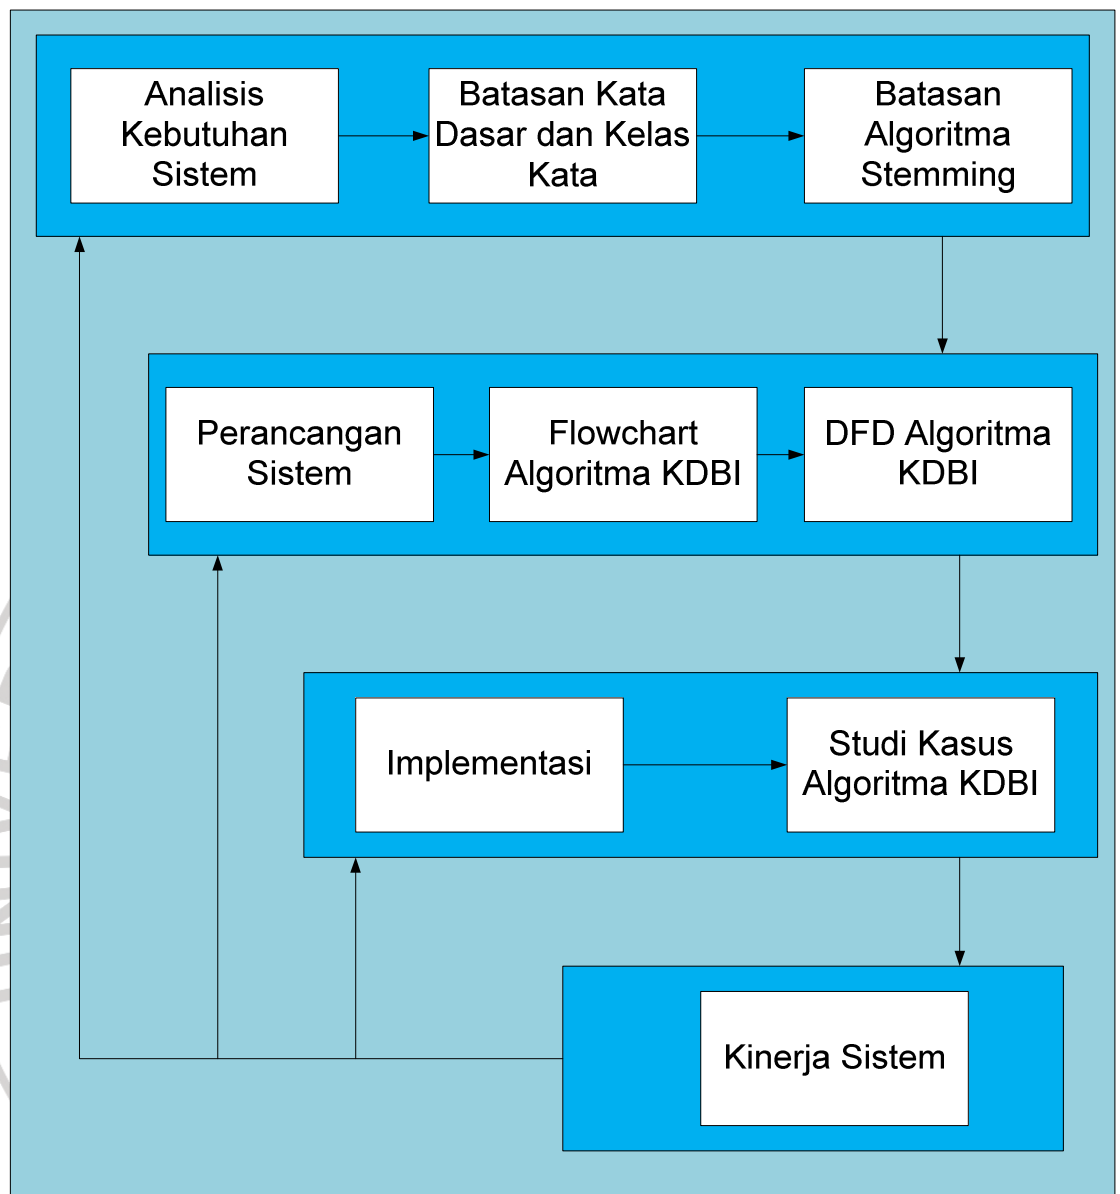 Analisis
Kebutuhan
Sistem
Batasan Kata
Dasar dan Kelas
Kata
Batasan
Algoritma
Stemming
Perancangan
Sistem
Flowchart
Algoritma KDBI
DFD Algoritma
KDBI
Implementasi
Studi Kasus
Algoritma KDBI
Kinerja Sistem